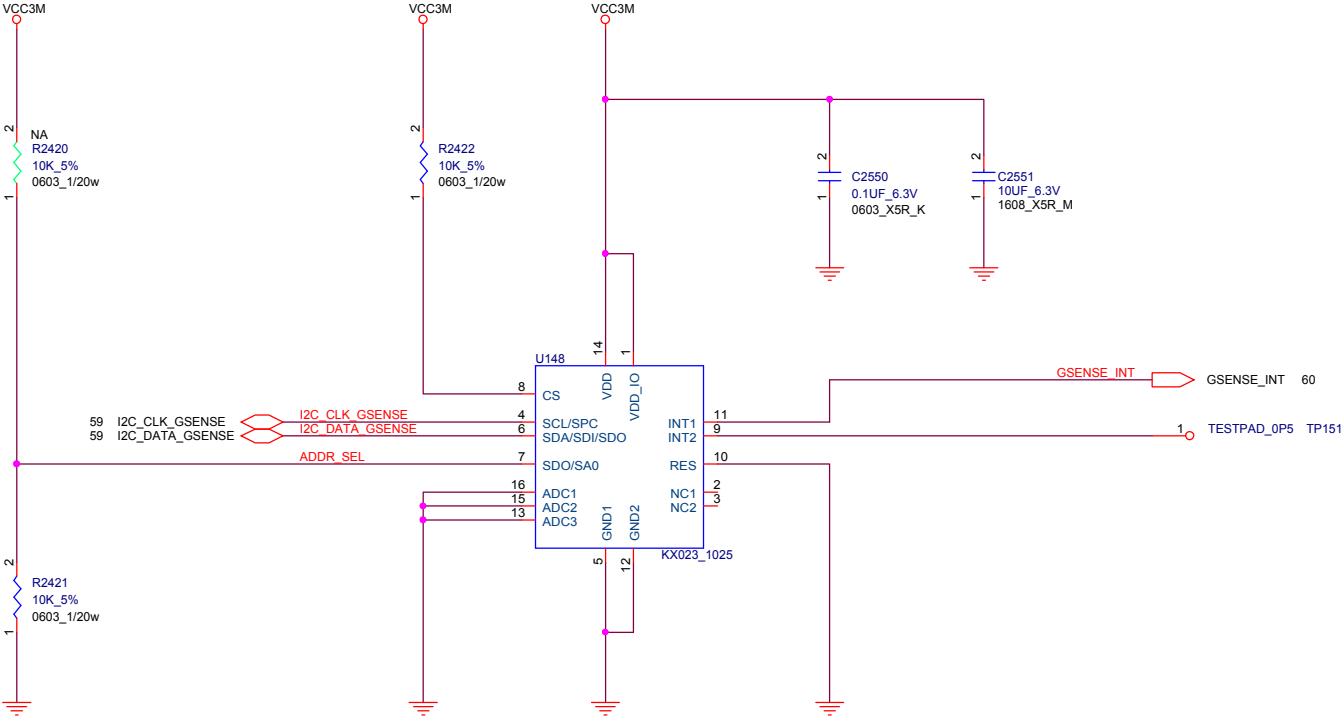 VCC3M
VCC3M
VCC3M
2
NA
R2420
10K_5%
0603_1/20w
1
2
R2422
10K_5%
0603_1/20w
1
2
C2550
0.1UF_6.3V
0603_X5R_K
1
2
C2551
10UF_6.3V
1608_X5R_M
1
U148
14
1
VDD
VDD_IO
8
CS
59 I2C_CLK_GSENSE
I2C_CLK_GSENSE
4
SCL/SPC
59 I2C_DATA_GSENSE
I2C_DATA_GSENSE
6
SDA/SDI/SDO
ADDR_SEL
7
SDO/SA0
16
ADC1
15
ADC2
13
ADC3
INT1
11
GSENSE_INT
GSENSE_INT 60
INT2
9
1
TESTPAD_0P5 TP151
RES
10
NC1
2
NC2
3
GND1
GND2
5
12
KX023_1025
2
R2421
10K_5%
0603_1/20w
1